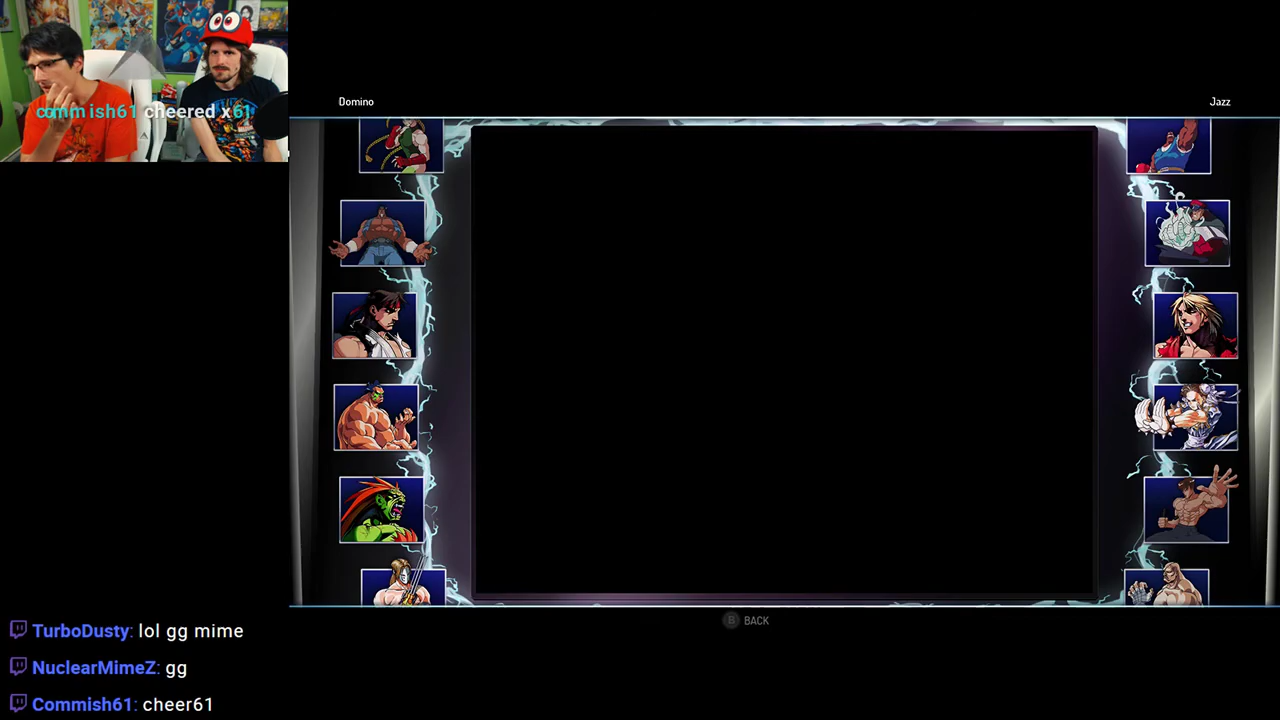 commish61 cheered x61
Domino
Jazz
B BACK
TurboDusty: lol gg mime
NuclearMimeZ: gg
Commish61: cheer61